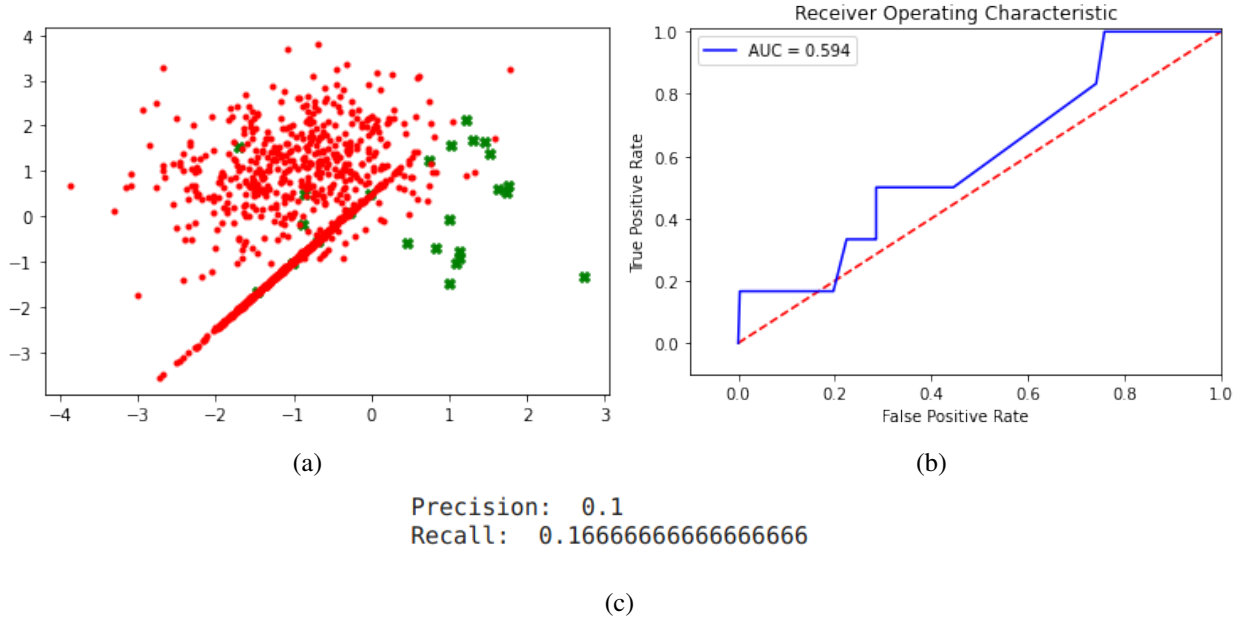 4
3
2
1
0
−1
−2
−3
−4 −3 −2 −1 0 1 2 3
(a)
Receiver Operating Characteristic
AUC = 0.594
True Positive Rate
1.0
0.8
0.6
0.4
0.2
0.0
0.0 0.2 0.4 0.6 0.8 1.0
False Positive Rate
(b)
Precision: 0.1
Recall: 0.16666666666666666
(c)